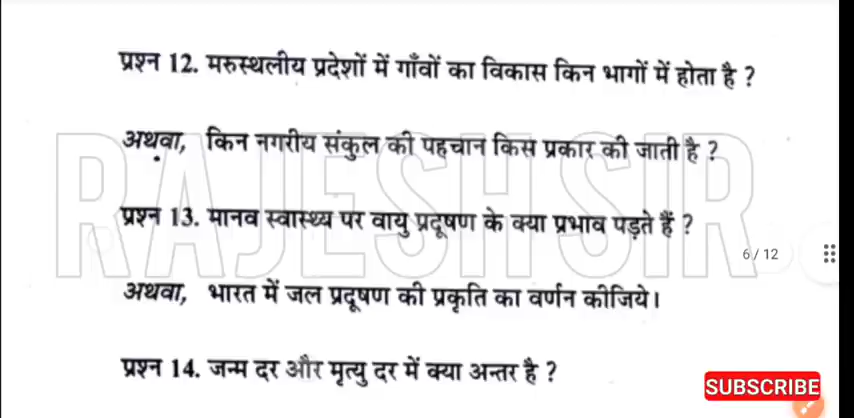 प्रश्न 12. मरुस्थलीय प्रदेशों में गाँवों का विकास किन भागों में होता है ?
अथवा, किन नगरीय संकुल की पहचान किस प्रकार की जाती है ?
RAJESH SIR
प्रश्न 13. मानव स्वास्थ्य पर वायु प्रदूषण के क्या प्रभाव पड़ते हैं ?
6 / 12
अथवा, भारत में जल प्रदूषण की प्रकृति का वर्णन कीजिये।
प्रश्न 14. जन्म दर और मृत्यु दर में क्या अन्तर है ?
SUBSCRIBE